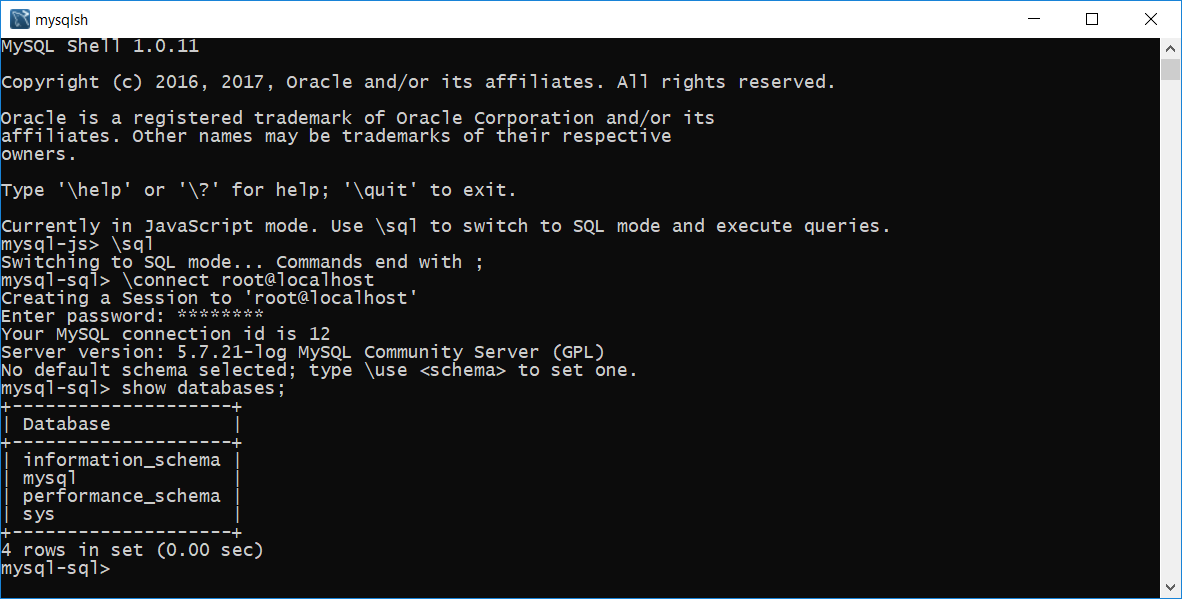 mysqlsh
MySQL Shell 1.0.11
Copyright (c) 2016, 2017, Oracle and/or its affiliates. All rights reserved.
Oracle is a registered trademark of Oracle Corporation and/or its
affiliates. Other names may be trademarks of their respective
owners.
Type '\help' or '\?' for help; '\quit' to exit.
Currently in JavaScript mode. Use \sql to switch to SQL mode and execute queries.
mysql-js> \sql
Switching to SQL mode... Commands end with ;
mysql-sql> \connect root@localhost
Creating a Session to 'root@localhost'
Enter password: ********
Your MySQL connection id is 12
Server version: 5.7.21-log MySQL Community Server (GPL)
No default schema selected; type \use <schema> to set one.
mysql-sql> show databases;
+--------------------+
| Database           |
+--------------------+
| information_schema |
| mysql              |
| performance_schema |
| sys                |
+--------------------+
4 rows in set (0.00 sec)
mysql-sql>